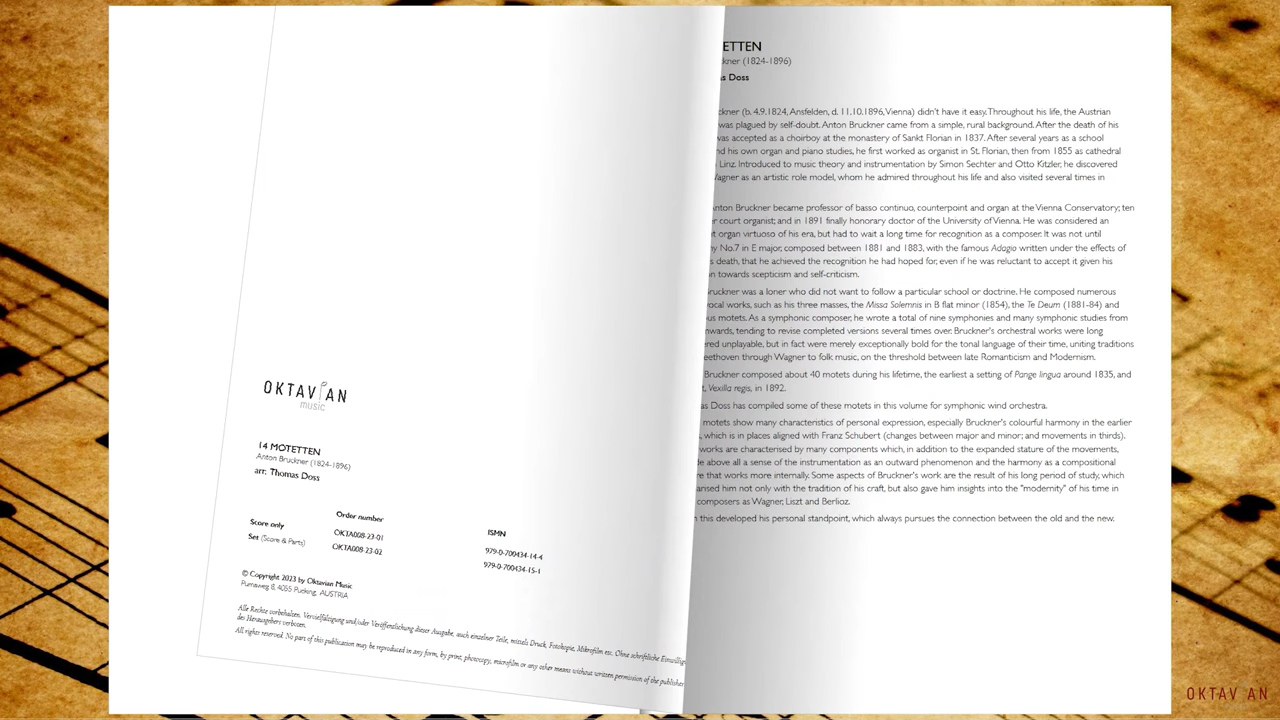 OKTAVIAN
music
14 MOTETTEN
Anton Bruckner (1824-1896)
arr. Thomas Doss
Order number
ISMN
Score only
OKTA008-23-01
979-0-700434-14-4
Set (Score & Parts)
OKTA008-23-02
979-0-700434-15-1
© Copyright 2023 by Oktavian Music
Purnaweg 8, 4055 Pucking, AUSTRIA
Alle Rechte vorbehalten. Vervielfältigung und/oder Veröffentlichung dieser Ausgabe, auch einzelner Teile, mittels Druck, Fotokopie, Mikrofilm etc. Ohne schriftliche Einwillig
des Herausgebers verboten.
All rights reserved. No part of this publication may be reproduced in any form, by print, photocopy, microfilm or any other means without written permission of the publisher
ETTEN
ckner (1824-1896)
as Doss
ckner (b. 4.9.1824, Ansfelden, d. 11.10.1896, Vienna) didn't have it easy. Throughout his life, the Austrian
was plagued by self-doubt. Anton Bruckner came from a simple, rural background. After the death of his
was accepted as a choirboy at the monastery of Sankt Florian in 1837. After several years as a school
nd his own organ and piano studies, he first worked as organist in St. Florian, then from 1855 as cathedral
Linz. Introduced to music theory and instrumentation by Simon Sechter and Otto Kitzler, he discovered
Wagner as an artistic role model, whom he admired throughout his life and also visited several times in
Anton Bruckner became professor of basso continuo, counterpoint and organ at the Vienna Conservatory; ten
r court organist; and in 1891 finally honorary doctor of the University of Vienna. He was considered an
t organ virtuoso of his era, but had to wait a long time for recognition as a composer. It was not until
ny No.7 in E major, composed between 1881 and 1883, with the famous Adagio written under the effects of
s death, that he achieved the recognition he had hoped for, even if he was reluctant to accept it given his
n towards scepticism and self-criticism.
Bruckner was a loner who did not want to follow a particular school or doctrine. He composed numerous
vocal works, such as his three masses, the Missa Solemnis in B flat minor (1854), the Te Deum (1881-84) and
us motets. As a symphonic composer, he wrote a total of nine symphonies and many symphonic studies from
nwards, tending to revise completed versions several times over. Bruckner's orchestral works were long
ered unplayable, but in fact were merely exceptionally bold for the tonal language of their time, uniting traditions
eethoven through Wagner to folk music, on the threshold between late Romanticism and Modernism.
Bruckner composed about 40 motets during his lifetime, the earliest a setting of Pange lingua around 1835, and
t, Vexilla regis, in 1892.
as Doss has compiled some of these motets in this volume for symphonic wind orchestra.
motets show many characteristics of personal expression, especially Bruckner's colourful harmony in the earlier
, which is in places aligned with Franz Schubert (changes between major and minor; and movements in thirds).
works are characterised by many components which, in addition to the expanded stature of the movements,
e above all a sense of the instrumentation as an outward phenomenon and the harmony as a compositional
re that works more internally. Some aspects of Bruckner's work are the result of his long period of study, which
arised him not only with the tradition of his craft, but also gave him insights into the "modernity" of his time in
composers as Wagner, Liszt and Berlioz.
n this developed his personal standpoint, which always pursues the connection between the old and the new.
OKTAV AN